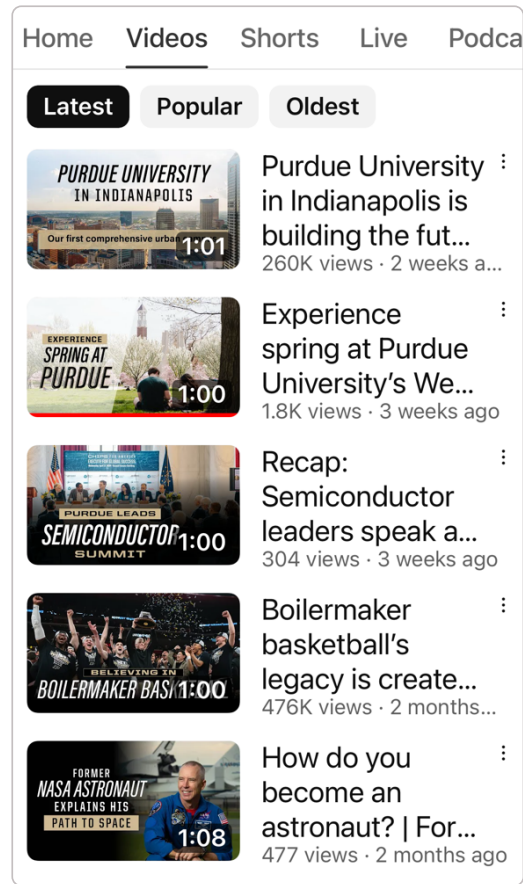 Home Videos Shorts Live Podca
Latest Popular Oldest
PURDUE UNIVERSITY
IN INDIANAPOLIS
Our first comprehensive urban
1:01
Purdue University
in Indianapolis is
building the fut...
260K views · 2 weeks a...
EXPERIENCE
SPRING AT
PURDUE
1:00
Experience
spring at Purdue
University's We...
1.8K views · 3 weeks ago
PURDUE LEADS
SEMICONDUCTOR
SUMMIT
1:00
Recap:
Semiconductor
leaders speak a...
304 views · 3 weeks ago
BELIEVING IN
BOILERMAKER BAS
1:00
Boilermaker
basketball's
legacy is create...
476K views · 2 months...
FORMER
NASA ASTRONAUT
EXPLAINS HIS
PATH TO SPACE
1:08
How do you
become an
astronaut? | For...
477 views · 2 months ago